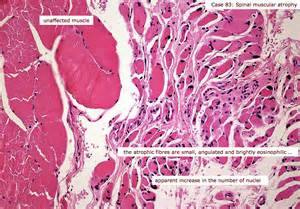 Case 83: Spinal muscular atrophy
unaffected muscle
the atrophic fibres are small, angulated and brightly eosinophilic ...
apparent increase in the number of nuclei